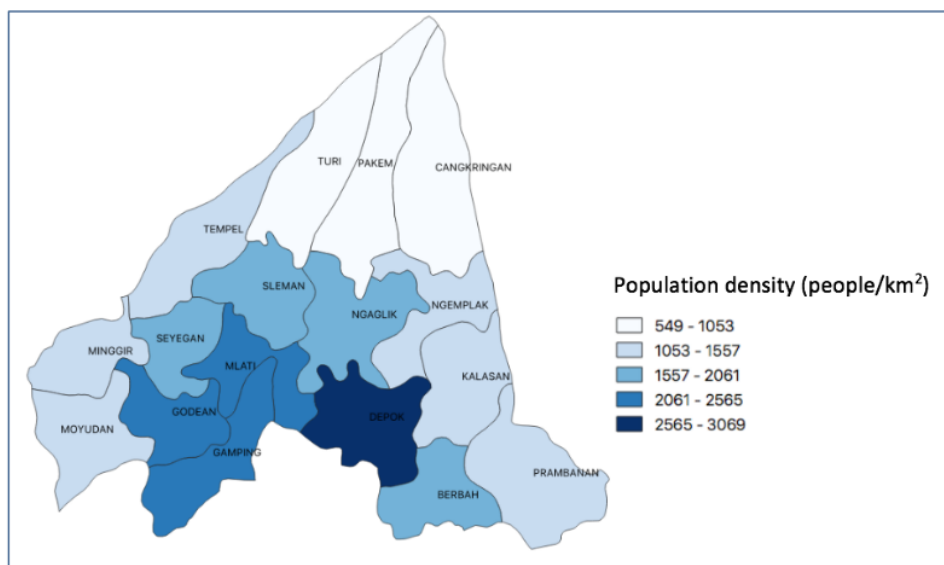 TURI
PAKEM
CANGKRINGAN
TEMPEL
SLEMAN
NGAGLIK
NGEMPLAK
SEYEGAN
MINGGIR
MLATI
KALASAN
GODEAN
DEPOK
MOYUDAN
GAMPING
PRAMBANAN
BERBAH
Population density (people/km²)
549 - 1053
1053 - 1557
1557 - 2061
2061 - 2565
2565 - 3069